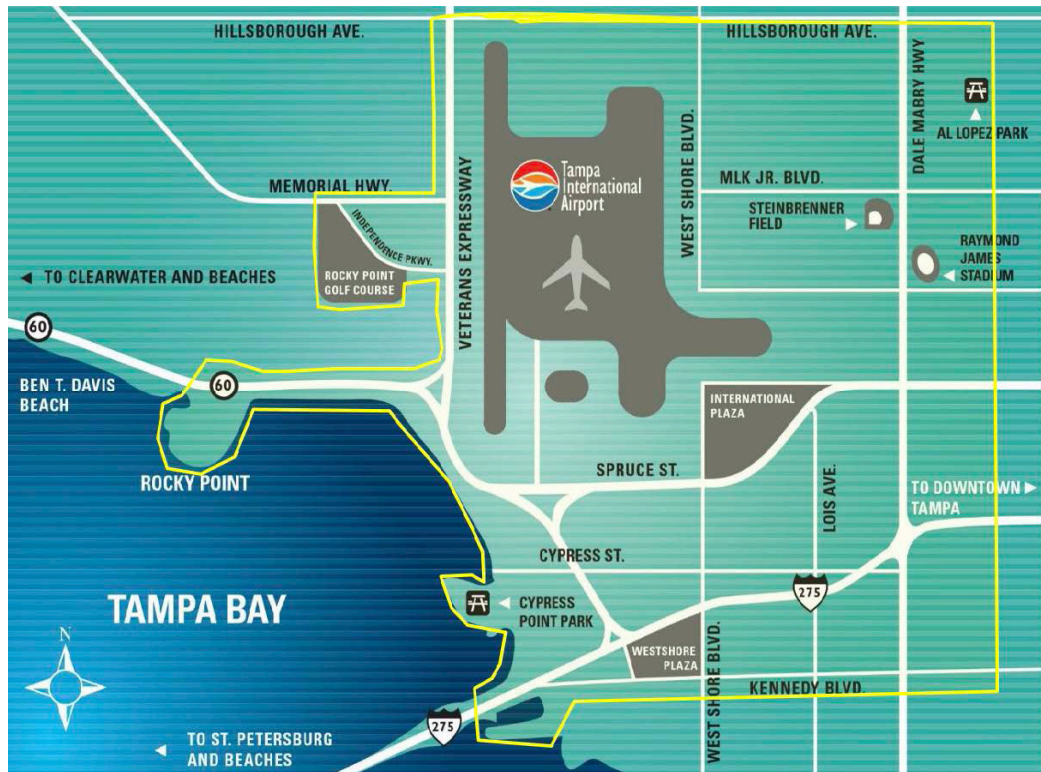 HILLSBOROUGH AVE.
HILLSBOROUGH AVE.
DALE MABRY HWY
AL LOPEZ PARK
VETERANS EXPRESSWAY
Tampa
International
Airport
WEST SHORE BLVD.
MEMORIAL HWY.
MLK JR. BLVD.
INDEPENDENCE PKWY.
STEINBRENNER
FIELD
RAYMOND
JAMES
STADIUM
TO CLEARWATER AND BEACHES
ROCKY POINT
GOLF COURSE
60
60
BEN T. DAVIS
BEACH
INTERNATIONAL
PLAZA
ROCKY POINT
SPRUCE ST.
LOIS AVE.
TO DOWNTOWN
TAMPA
CYPRESS ST.
275
TAMPA BAY
CYPRESS
POINT PARK
N
WESTSHORE
PLAZA
WEST SHORE BLVD.
KENNEDY BLVD.
275
TO ST. PETERSBURG
AND BEACHES